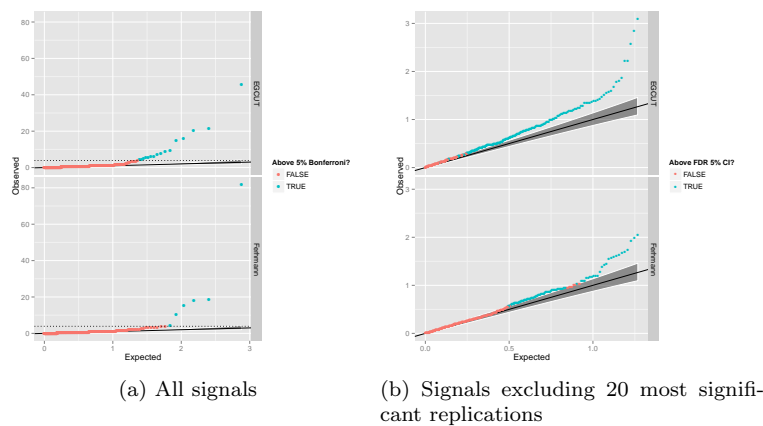 80
60
40
20
0
EGCUT
80
60
40
20
0
Fehrmann
0
1
2
3
Observed
Expected
Above 5% Bonferroni?
FALSE
TRUE
3
2
1
0
EGCUT
3
2
1
0
Fehrmann
0.0
0.5
1.0
Observed
Expected
Above FDR 5% CI?
FALSE
TRUE
(a) All signals
(b) Signals excluding 20 most signifi-
cant replications